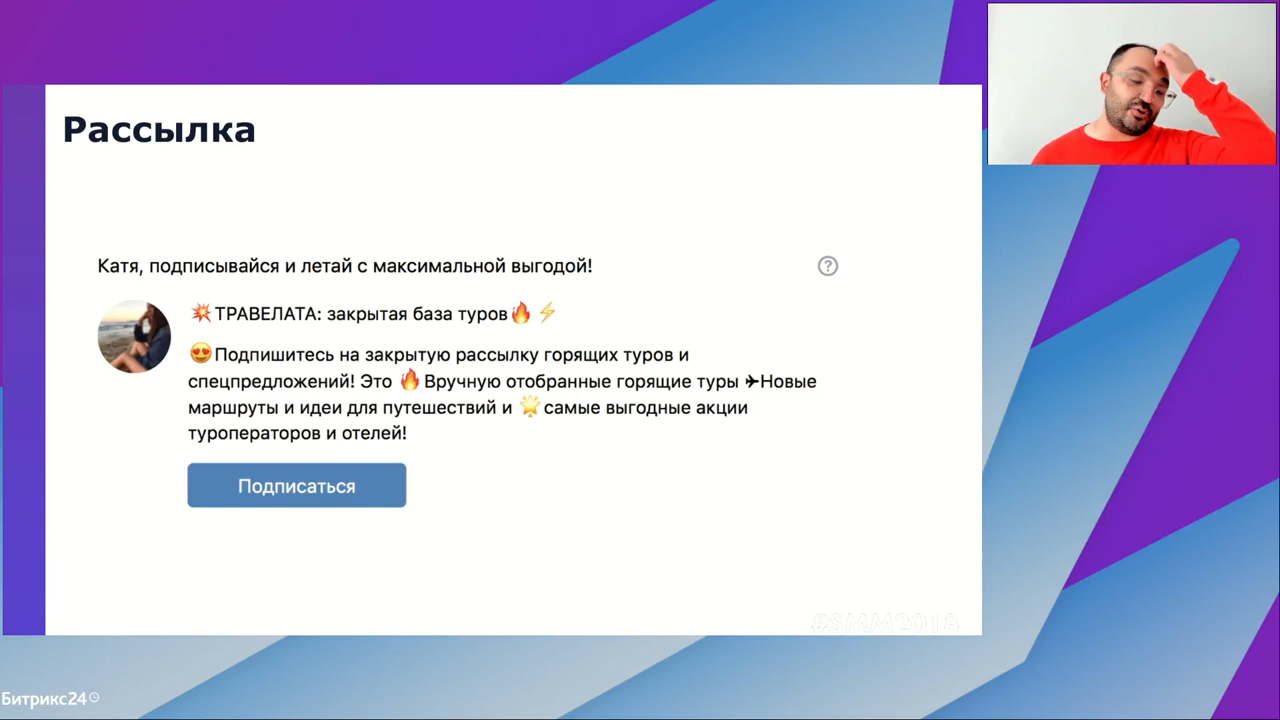 Рассылка
Катя, подписывайся и летай с максимальной выгодой!
?
💥ТРАВЕЛАТА: закрытая база туров🔥⚡
😍Подпишитесь на закрытую рассылку горящих туров и
спецпредложений! Это 🔥Вручную отобранные горящие туры ✈Новые
маршруты и идеи для путешествий и 🌟самые выгодные акции
туроператоров и отелей!
Подписаться
#SMM2018
Битрикс24